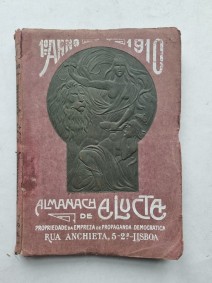 1º ANNO 1910
ALMANACH
DE A LUCTA
PROPRIEDADE DA EMPREZA DE PROPAGANDA DEMOCRATICA
RUA ANCHIETA, 5-2º-LISBOA